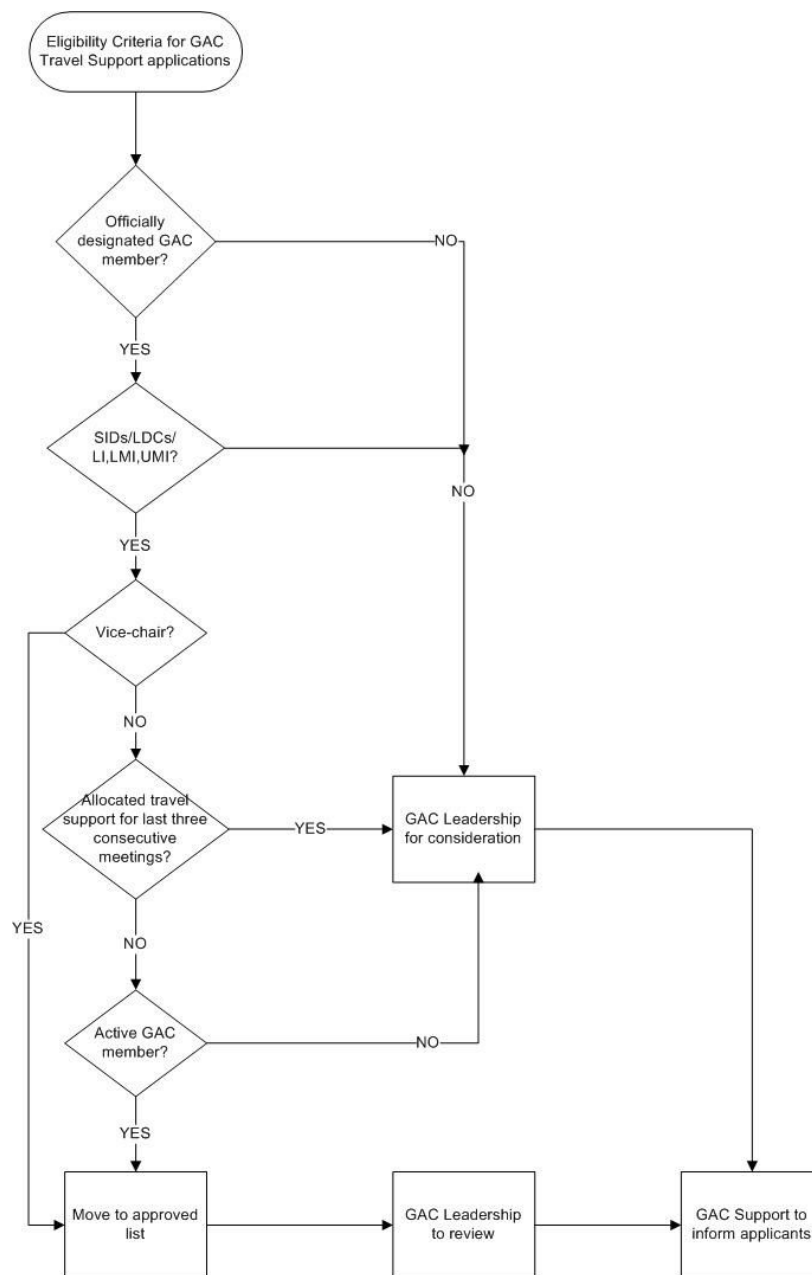 Eligibility Criteria for GAC
Travel Support applications
Officially
designated GAC
member?
NO
YES
SIDs/LDCs/
LI,LMI,UMI?
NO
YES
Vice-chair?
NO
Allocated travel
support for last three
consecutive
meetings?
YES
GAC Leadership
for consideration
YES
NO
Active GAC
member?
NO
YES
Move to approved
list
GAC Leadership
to review
GAC Support to
inform applicants